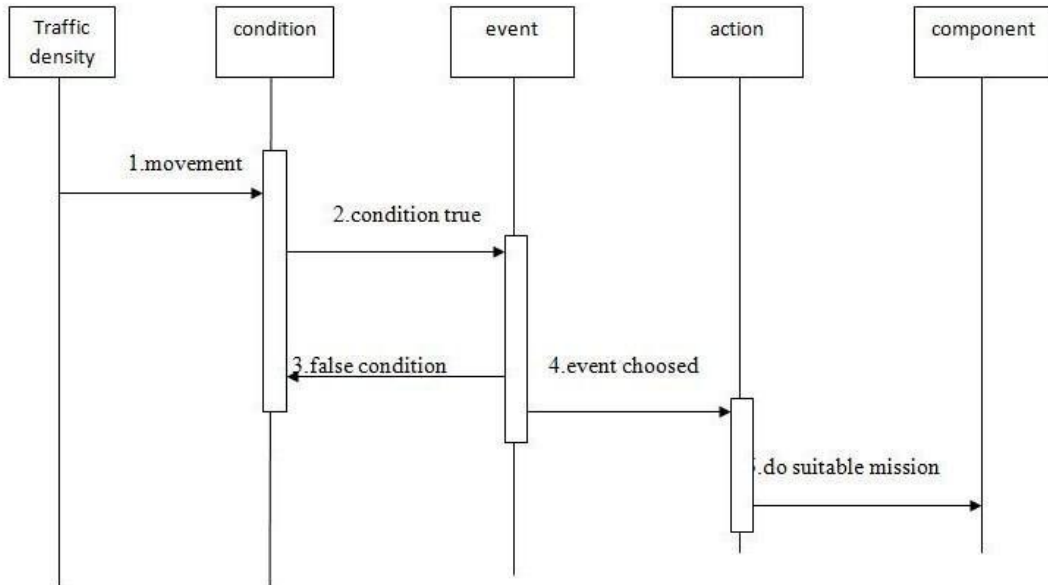 Traffic
density
condition
event
action
component
1.movement
2.condition true
3.false condition
4.event choosed
.do suitable mission